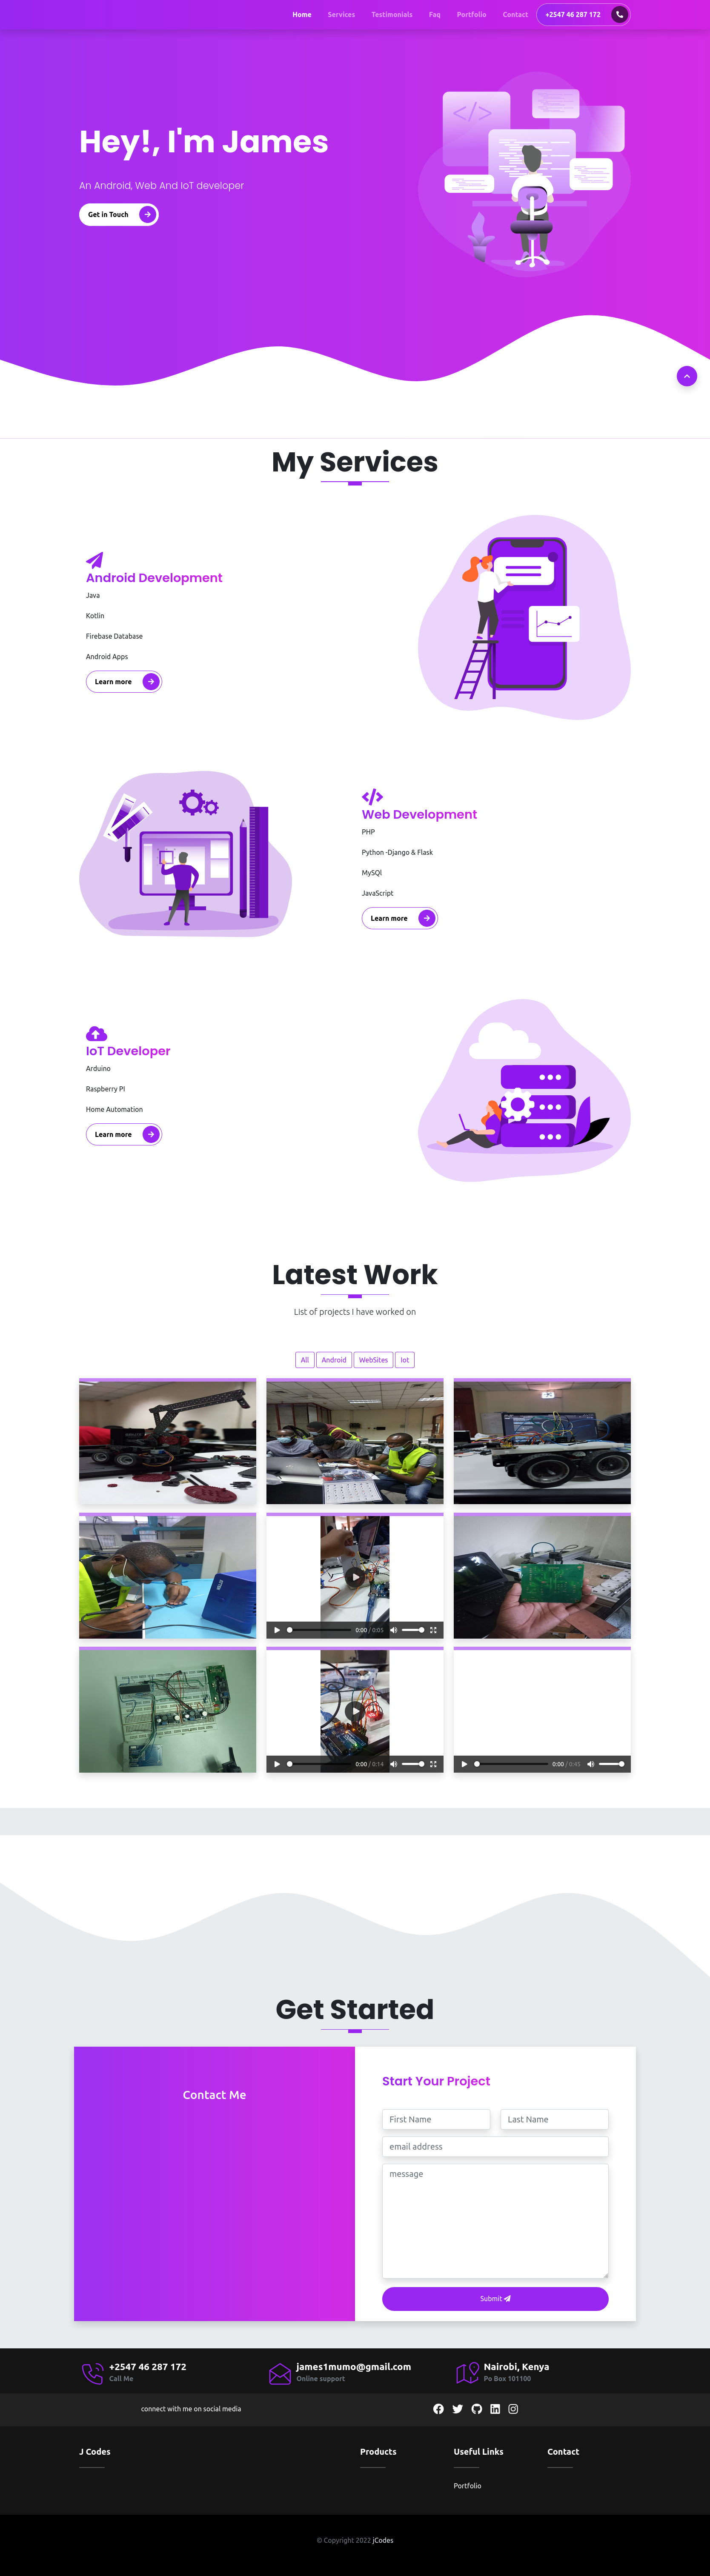 Home Services Testimonials Faq Portfolio Contact +2547 46 287 172
Hey!, I'm James
An Android, Web And IoT developer
Get in Touch
My Services
Android Development
Java
Kotlin
Firebase Database
Android Apps
Learn more
Web Development
PHP
Python -Django & Flask
MySQl
JavaScript
Learn more
IoT Developer
Arduino
Raspberry PI
Home Automation
Learn more
Latest Work
List of projects I have worked on
All Android WebSites Iot
0:00 / 0:05
0:00 / 0:14
0:00 / 0:45
Get Started
Contact Me
Start Your Project
First Name Last Name
email address
message
Submit
+2547 46 287 172
Call Me
james1mumo@gmail.com
Online support
Nairobi, Kenya
Po Box 101100
connect with me on social media
J Codes
Products
Useful Links
Portfolio
Contact
© Copyright 2022 jCodes